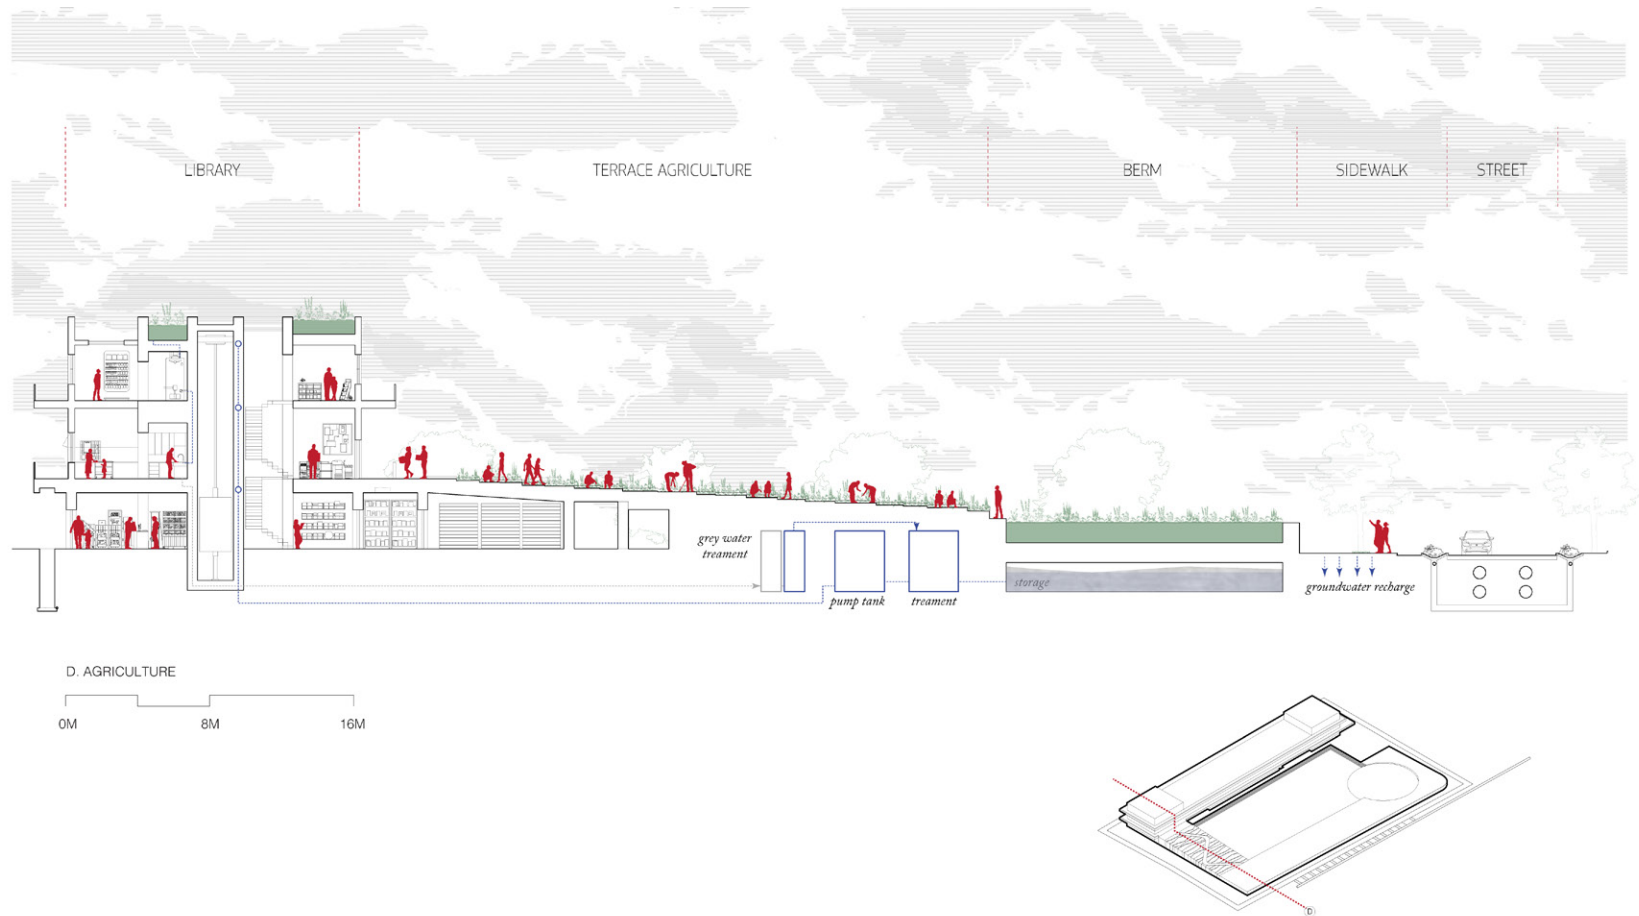 LIBRARY
TERRACE AGRICULTURE
BERM
SIDEWALK
STREET
grey water
treament
pump tank
treament
storage
groundwater recharge
D. AGRICULTURE
0M
8M
16M
D